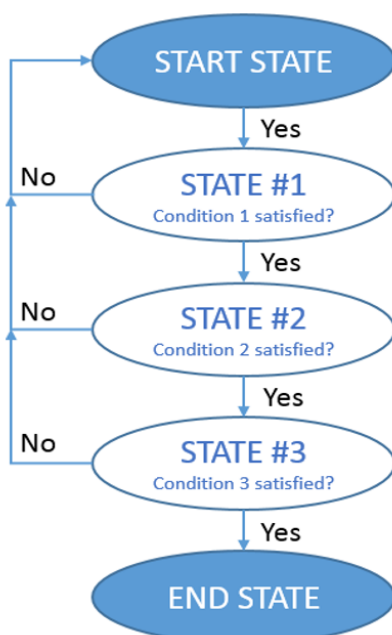 START STATE
Yes
No
STATE #1
Condition 1 satisfied?
Yes
No
STATE #2
Condition 2 satisfied?
Yes
No
STATE #3
Condition 3 satisfied?
Yes
END STATE